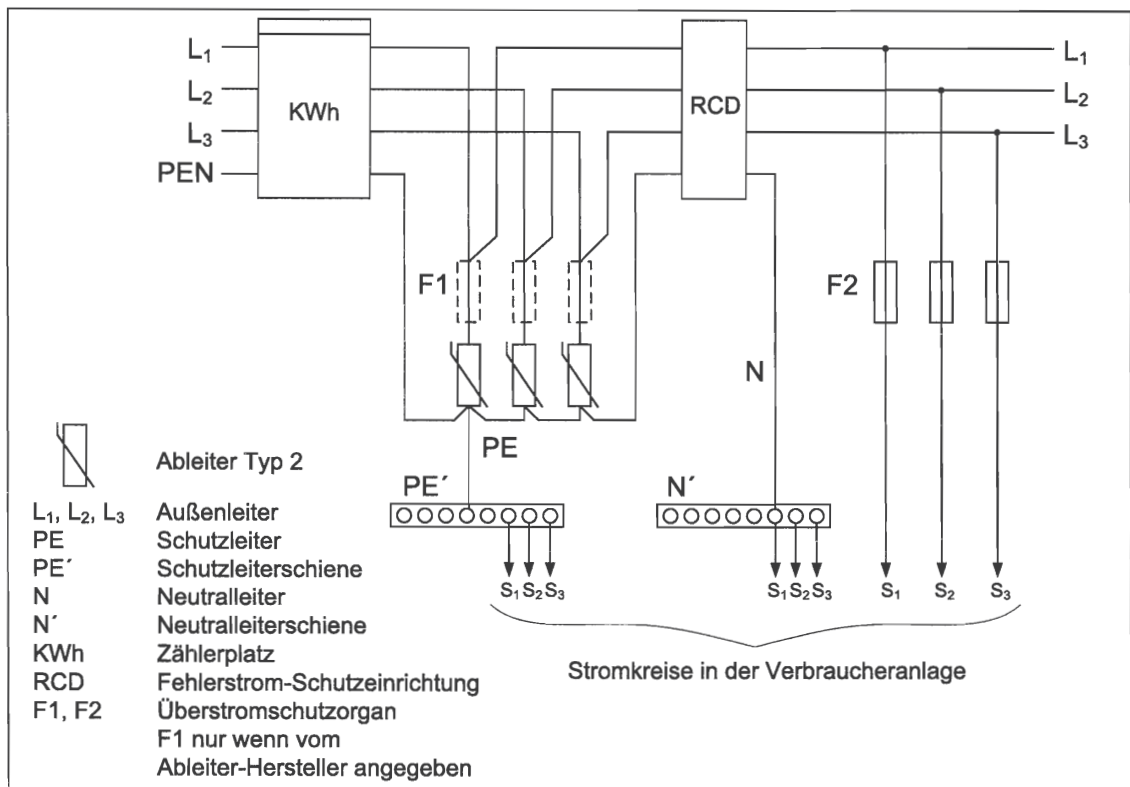 L₁
L₂
L₃
PEN
KWh
RCD
L₁
L₂
L₃
F1
F2
N
PE
PE´
N´
S₁ S₂ S₃
S₁ S₂ S₃
S₁
S₂
S₃
Stromkreise in der Verbraucheranlage
Ableiter Typ 2
L₁, L₂, L₃ Außenleiter
PE Schutzleiter
PE´ Schutzleiterschiene
N Neutralleiter
N´ Neutralleiterschiene
KWh Zählerplatz
RCD Fehlerstrom-Schutzeinrichtung
F1, F2 Überstromschutzorgan
F1 nur wenn vom
Ableiter-Hersteller angegeben